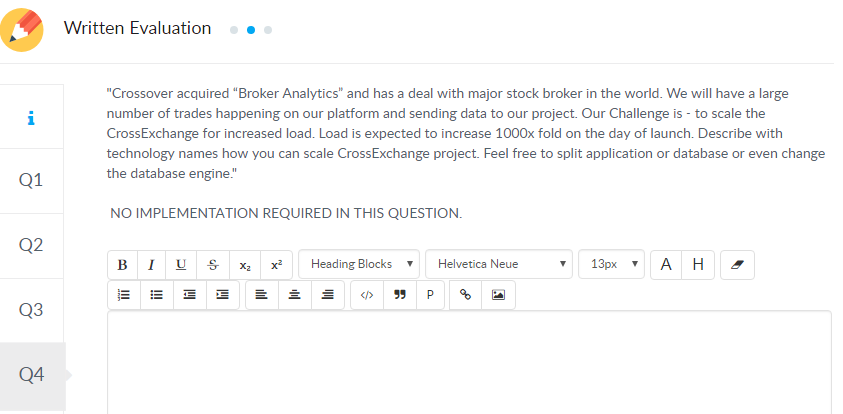 Written Evaluation
"Crossover acquired “Broker Analytics” and has a deal with major stock broker in the world. We will have a large
number of trades happening on our platform and sending data to our project. Our Challenge is - to scale the
CrossExchange for increased load. Load is expected to increase 1000x fold on the day of launch. Describe with
technology names how you can scale CrossExchange project. Feel free to split application or database or even change
the database engine."
NO IMPLEMENTATION REQUIRED IN THIS QUESTION.
i
Q1
Q2
Q3
Q4
B I U S x₂ x² Heading Blocks Helvetica Neue 13px A H
</> " P